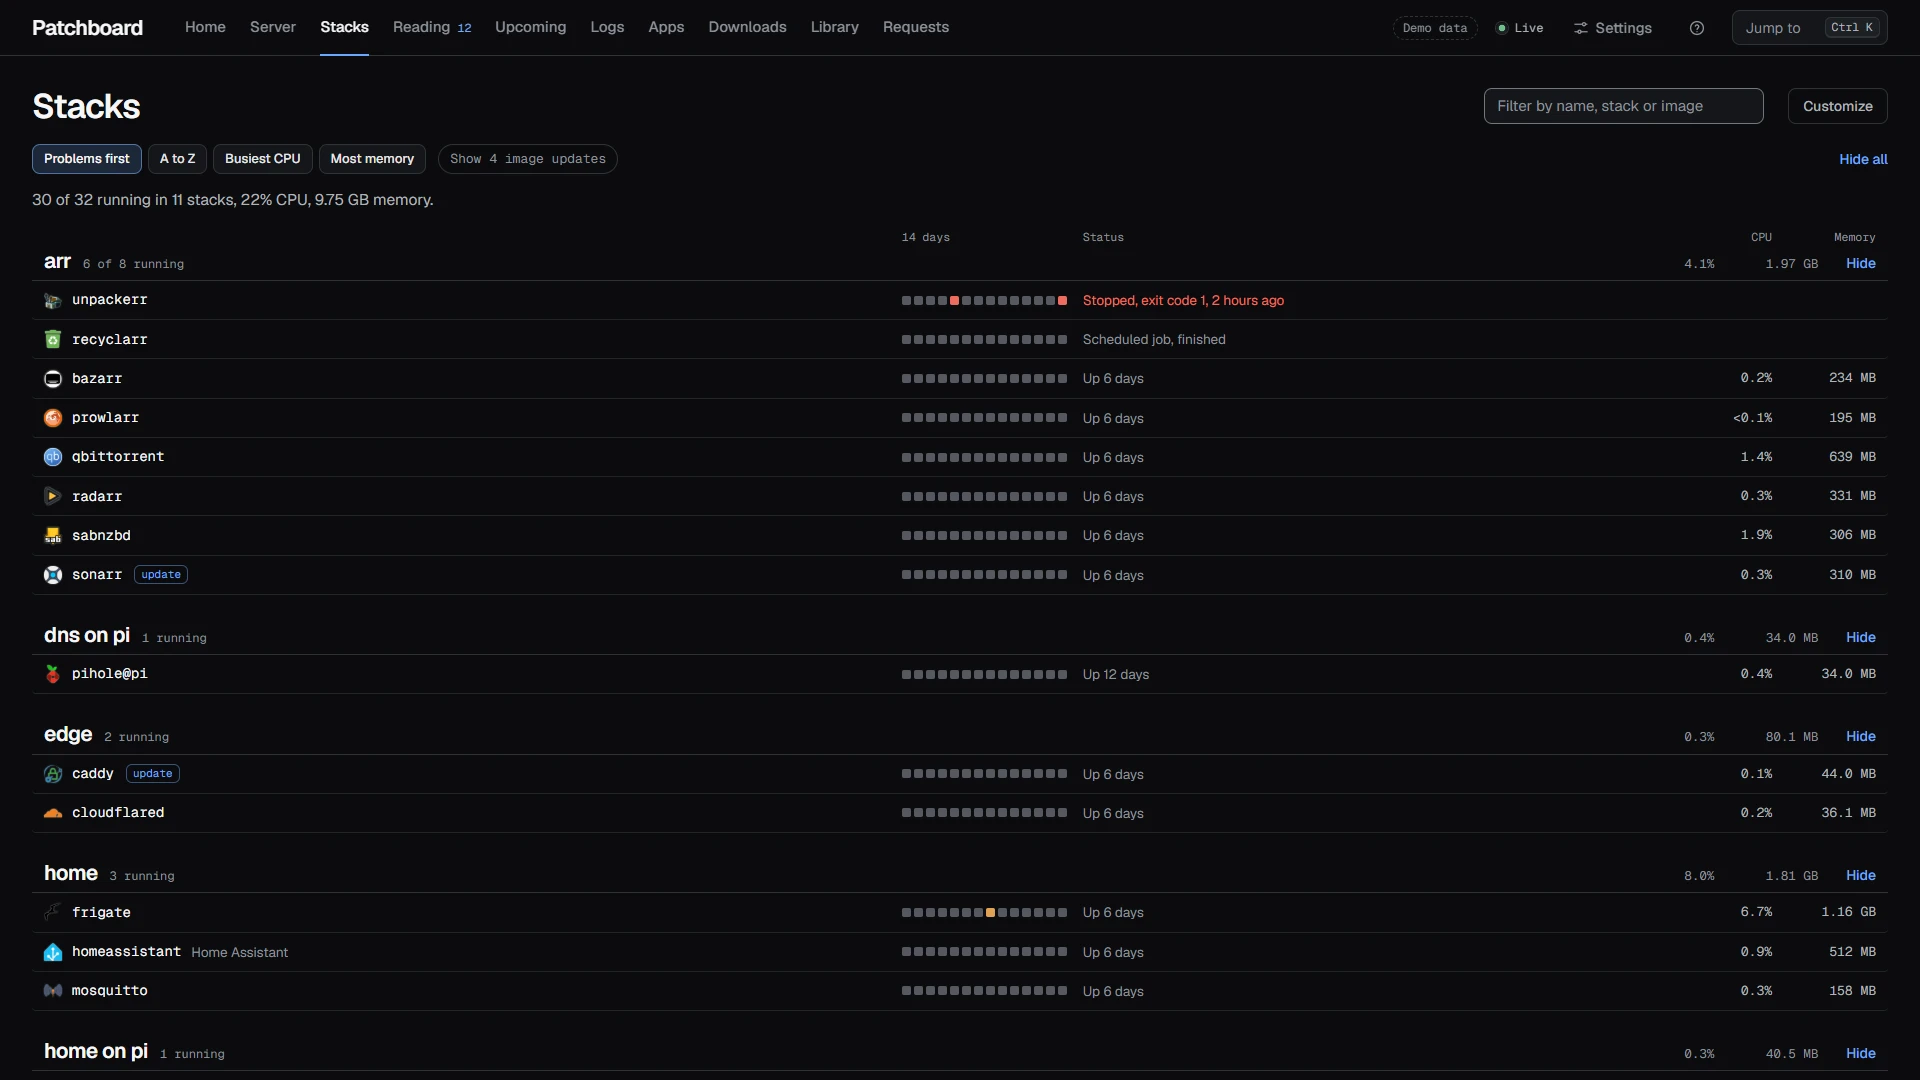 Patchboard Home Server Stacks Reading 12 Upcoming Logs Apps Downloads Library Requests Demo data Live Settings Jump to Ctrl K
Stacks Filter by name, stack or image Customize
Problems first A to Z Busiest CPU Most memory Show 4 image updates Hide all
30 of 32 running in 11 stacks, 22% CPU, 9.75 GB memory.
14 days Status CPU Memory
arr 6 of 8 running 4.1% 1.97 GB Hide
unpackerr Stopped, exit code 1, 2 hours ago
recyclarr Scheduled job, finished
bazarr Up 6 days 0.2% 234 MB
prowlarr Up 6 days <0.1% 195 MB
qbittorrent Up 6 days 1.4% 639 MB
radarr Up 6 days 0.3% 331 MB
sabnzbd Up 6 days 1.9% 306 MB
sonarr update Up 6 days 0.3% 310 MB
dns on pi 1 running 0.4% 34.0 MB Hide
pihole@pi Up 12 days 0.4% 34.0 MB
edge 2 running 0.3% 80.1 MB Hide
caddy update Up 6 days 0.1% 44.0 MB
cloudflared Up 6 days 0.2% 36.1 MB
home 3 running 8.0% 1.81 GB Hide
frigate Up 6 days 6.7% 1.16 GB
homeassistant Home Assistant Up 6 days 0.9% 512 MB
mosquitto Up 6 days 0.3% 158 MB
home on pi 1 running 0.3% 40.5 MB Hide